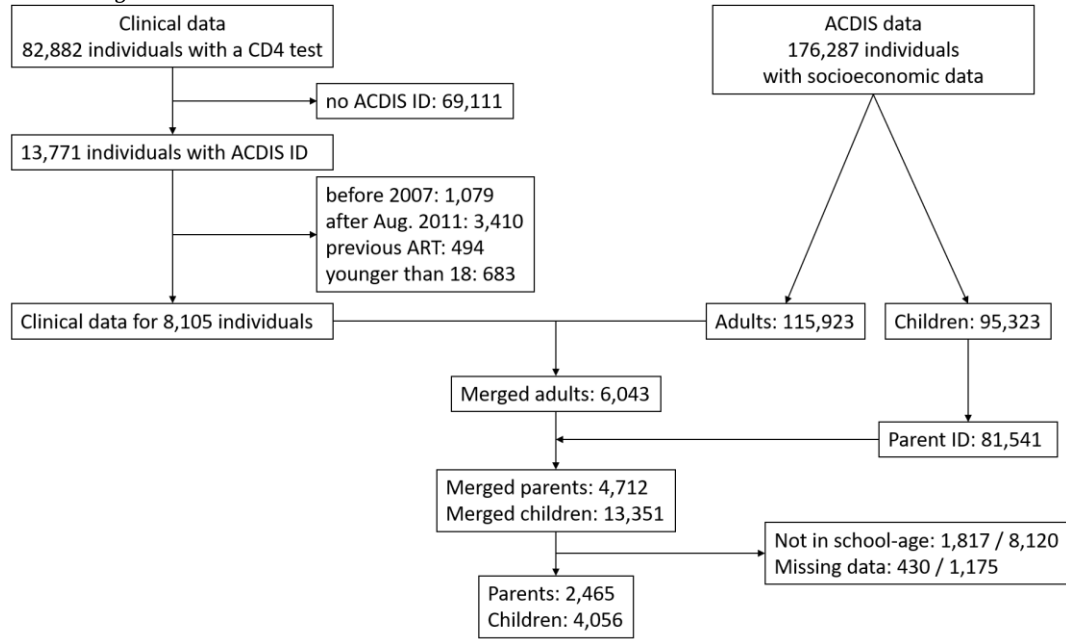 Clinical data
82,882 individuals with a CD4 test
ACDIS data
176,287 individuals
with socioeconomic data
no ACDIS ID: 69,111
13,771 individuals with ACDIS ID
before 2007: 1,079
after Aug. 2011: 3,410
previous ART: 494
younger than 18: 683
Clinical data for 8,105 individuals
Adults: 115,923
Children: 95,323
Merged adults: 6,043
Parent ID: 81,541
Merged parents: 4,712
Merged children: 13,351
Not in school-age: 1,817 / 8,120
Missing data: 430 / 1,175
Parents: 2,465
Children: 4,056